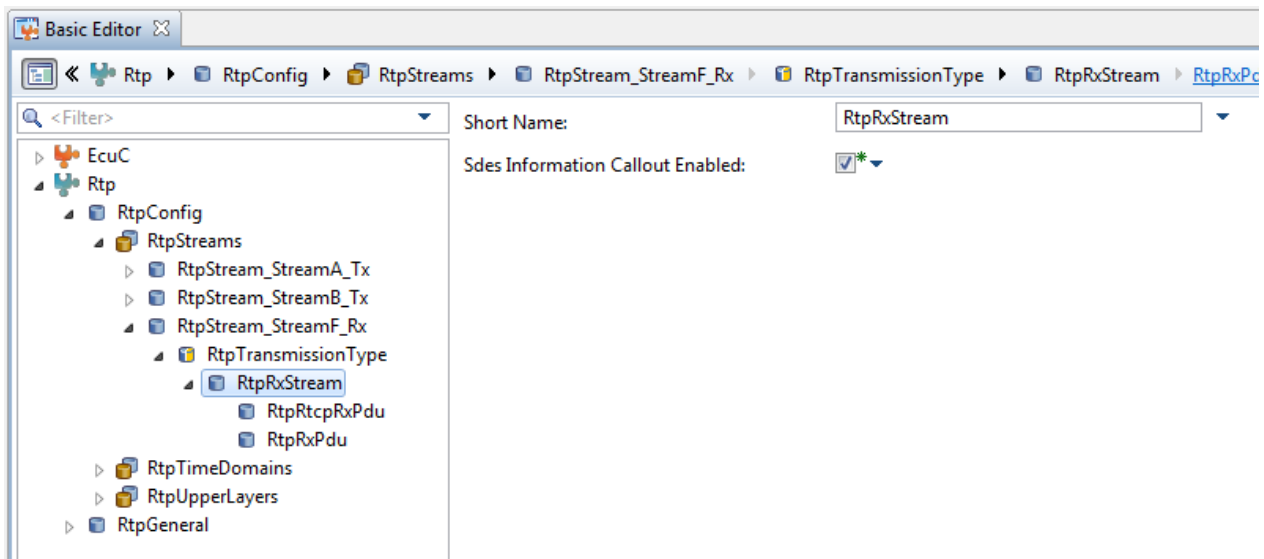 Basic Editor
Rtp RtpConfig RtpStreams RtpStream_StreamF_Rx RtpTransmissionType RtpRxStream
<Filter>
Short Name: RtpRxStream
EcuC
Sdes Information Callout Enabled: *
Rtp
RtpConfig
RtpStreams
RtpStream_StreamA_Tx
RtpStream_StreamB_Tx
RtpStream_StreamF_Rx
RtpTransmissionType
RtpRxStream
RtpRtcpRxPdu
RtpRxPdu
RtpTimeDomains
RtpUpperLayers
RtpGeneral